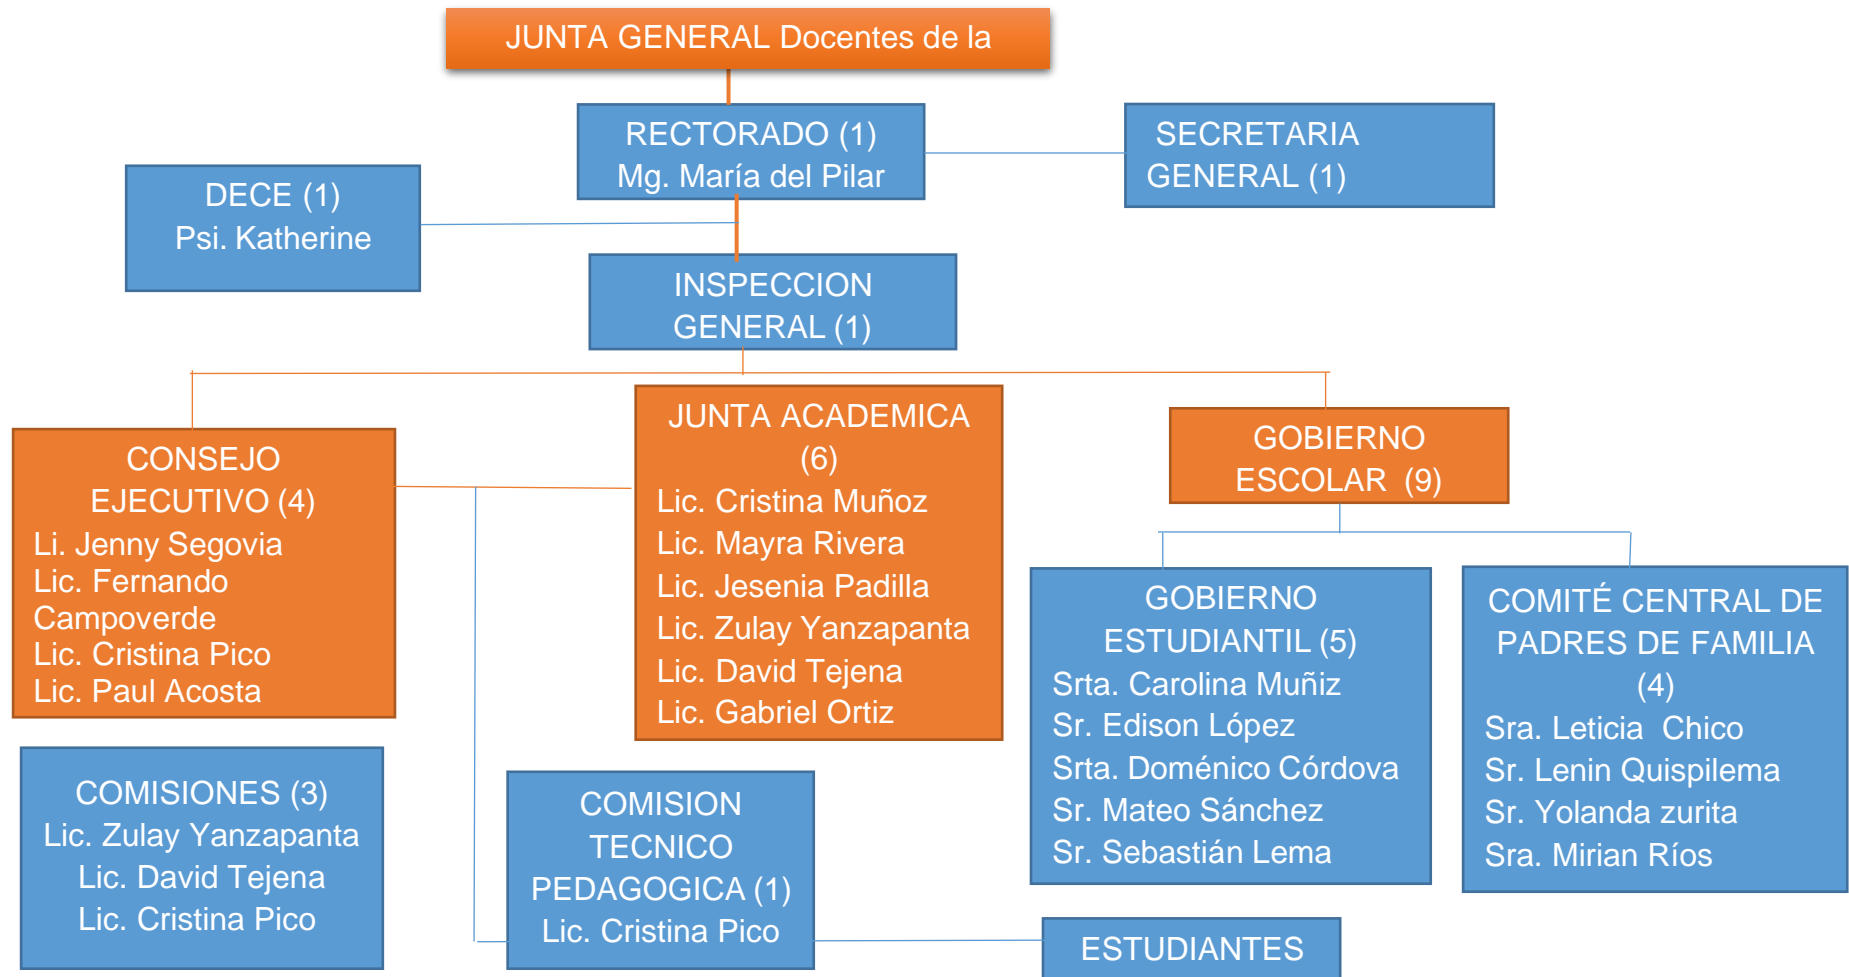 JUNTA GENERAL Docentes de la
RECTORADO (1)
Mg. María del Pilar
SECRETARIA
GENERAL (1)
DECE (1)
Psi. Katherine
INSPECCION
GENERAL (1)
CONSEJO
EJECUTIVO (4)
Li. Jenny Segovia
Lic. Fernando
Campoverde
Lic. Cristina Pico
Lic. Paul Acosta
JUNTA ACADEMICA
(6)
Lic. Cristina Muñoz
Lic. Mayra Rivera
Lic. Jesenia Padilla
Lic. Zulay Yanzapanta
Lic. David Tejena
Lic. Gabriel Ortiz
GOBIERNO
ESCOLAR (9)
GOBIERNO
ESTUDIANTIL (5)
Srta. Carolina Muñiz
Sr. Edison López
Srta. Doménico Córdova
Sr. Mateo Sánchez
Sr. Sebastián Lema
COMITÉ CENTRAL DE
PADRES DE FAMILIA
(4)
Sra. Leticia Chico
Sr. Lenin Quispilema
Sr. Yolanda zurita
Sra. Mirian Ríos
COMISIONES (3)
Lic. Zulay Yanzapanta
Lic. David Tejena
Lic. Cristina Pico
COMISION
TECNICO
PEDAGOGICA (1)
Lic. Cristina Pico
ESTUDIANTES